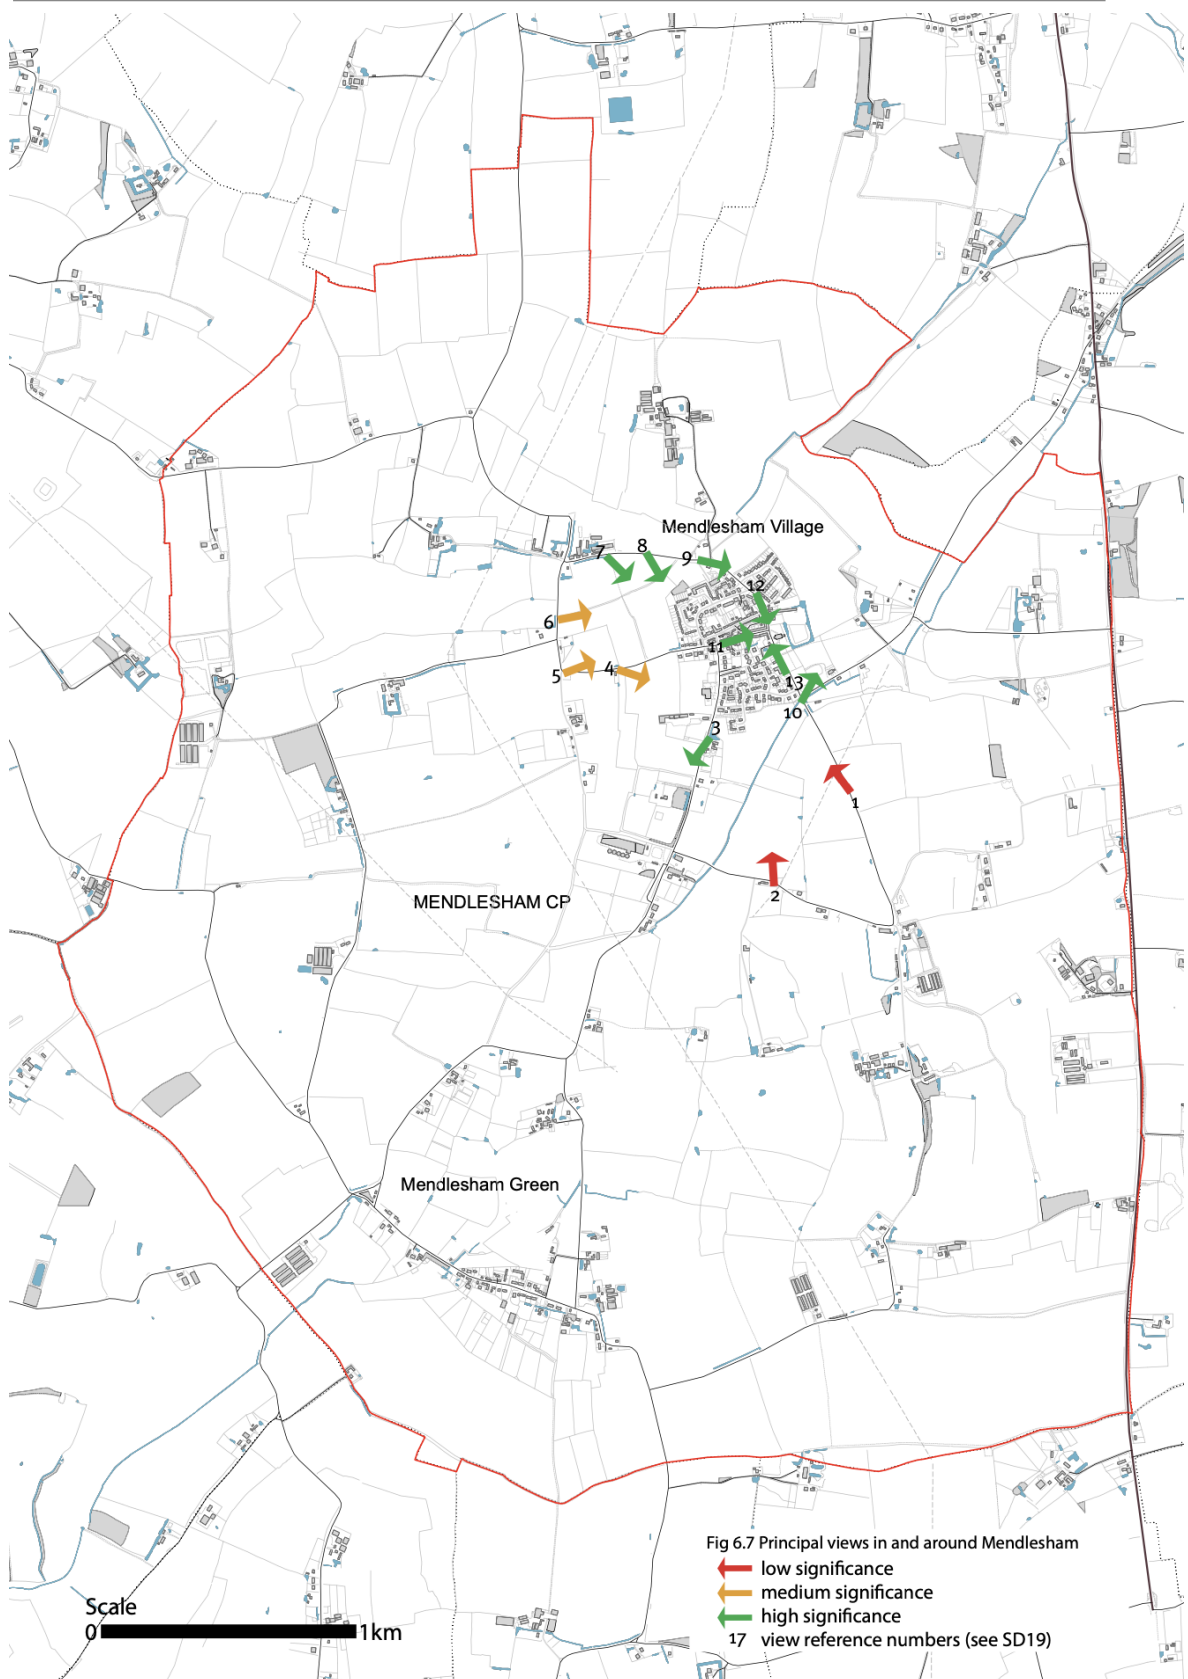 Mendlesham Village
7
8
9
12
6
11
5
4
13
10
3
1
2
MENDLESHAM CP
Mendlesham Green
Fig 6.7 Principal views in and around Mendlesham
low significance
medium significance
high significance
17 view reference numbers (see SD19)
Scale
0 1km